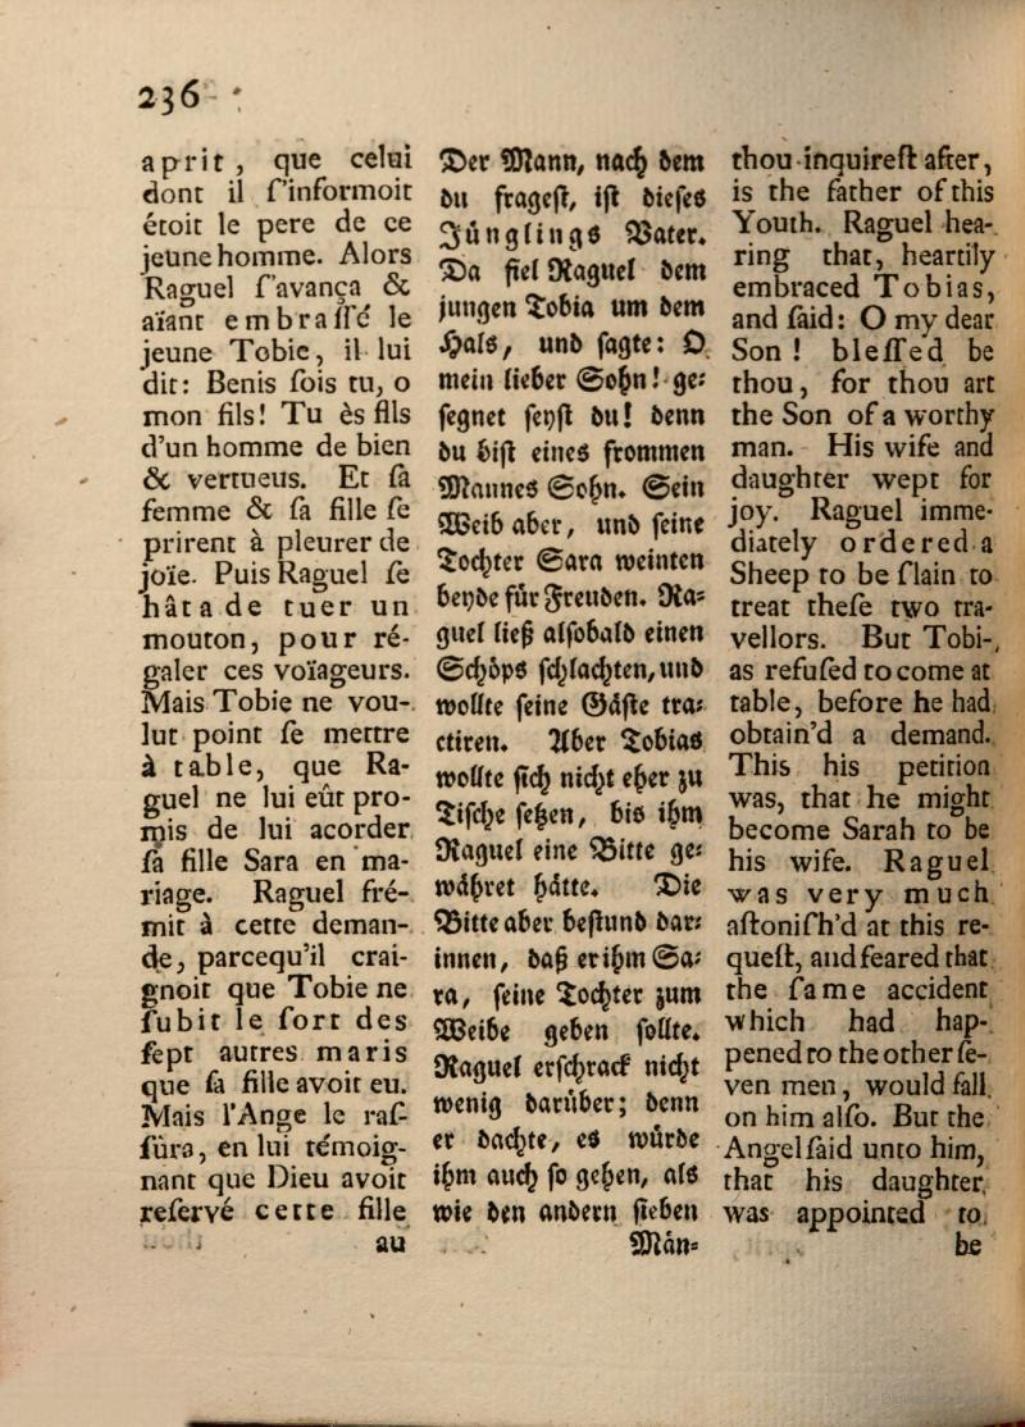 236
aprit, que celui
dont il ſ'informoit
étoit le pere de ce
jeune homme. Alors
Raguel ſ'avança &
aïant embraſſé le
jeune Tobie, il lui
dit: Benis ſois tu, o
mon fils! Tu ès fils
d'un homme de bien
& vertueus. Et ſa
femme & ſa fille ſe
prirent à pleurer de
joïe. Puis Raguel ſe
hâta de tuer un
mouton, pour ré-
galer ces voïageurs.
Mais Tobie ne vou-
lut point ſe mettre
à table, que Ra-
guel ne lui eût pro-
mis de lui acorder
ſa fille Sara en ma-
riage. Raguel fré-
mit à cette deman-
de, parcequ'il crai-
gnoit que Tobie ne
ſubit le ſort des
ſept autres maris
que ſa fille avoit eu.
Mais l'Ange le raſ-
ſûra, en lui témoig-
nant que Dieu avoit
reſervé cette fille
au
Der Mann, nach dem
du frageſt, iſt dieſes
Jůnglings Vater.
Da fiel Raguel dem
jungen Tobia um dem
Hals, und ſagte: O
mein lieber Sohn! ge⸗
ſegnet ſeyſt du! denn
du biſt eines frommen
Mannes Sohn. Sein
Weib aber, und ſeine
Tochter Sara weinten
beyde fůr Freuden. Ra⸗
guel ließ alſobald einen
Schȯps ſchlachten, und
wollte ſeine Gåſte tra⸗
ctiren. Aber Tobias
wollte ſich nicht eher zu
Tiſche ſetzen, bis ihm
Raguel eine Bitte ge⸗
wåhret håtte. Die
Bitte aber beſtund dar⸗
innen, daß er ihm Sa⸗
ra, ſeine Tochter zum
Weibe geben ſollte.
Raguel erſchrack nicht
wenig darůber; denn
er dachte, es wůrde
ihm auch ſo gehen, als
wie den andern ſieben
Mån⸗
thou inquireſt after,
is the father of this
Youth. Raguel hea-
ring that, heartily
embraced Tobias,
and ſaid: O my dear
Son! bleſſed be
thou, for thou art
the Son of a worthy
man. His wife and
daughter wept for
joy. Raguel imme-
diately ordered a
Sheep to be ſlain to
treat theſe two tra-
vellors. But Tobi-
as refuſed to come at
table, before he had
obtain'd a demand.
This his petition
was, that he might
become Sarah to be
his wife. Raguel
was very much
aſtoniſh'd at this re-
queſt, and feared that
the ſame accident
which had hap-
pened to the other ſe-
ven men, would fall
on him alſo. But the
Angel ſaid unto him,
that his daughter
was appointed to
be